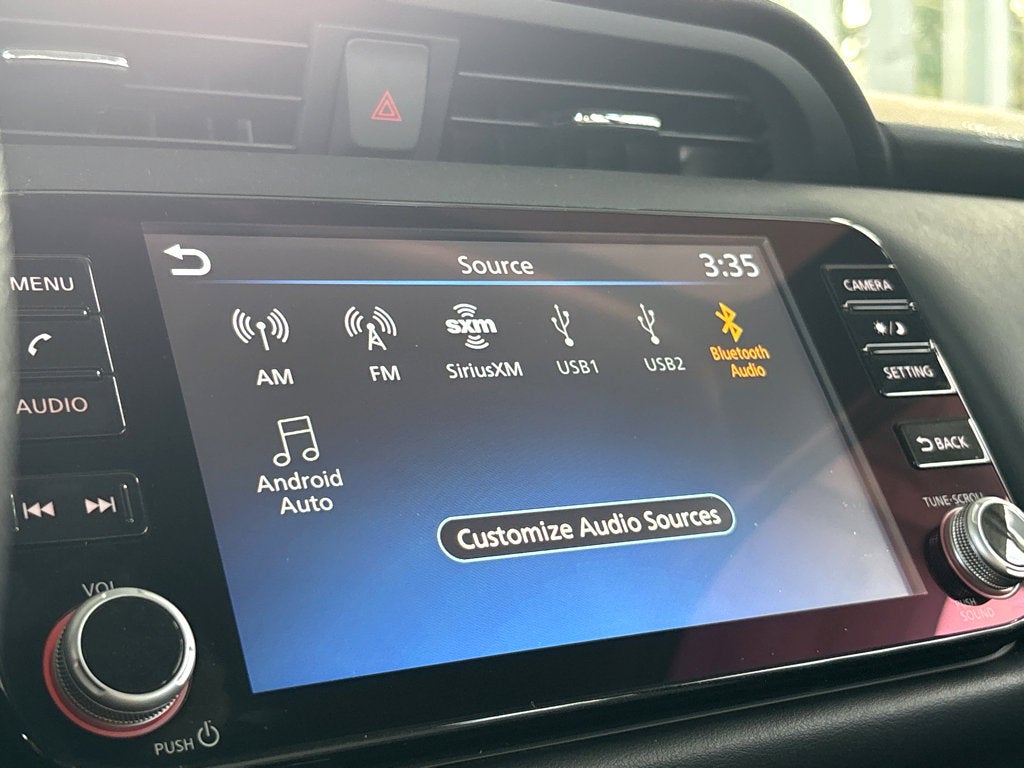 MENU
AUDIO
VOL
PUSH
Source
3:35
AM
FM
sxm
SiriusXM
USB1
USB2
Bluetooth
Audio
Android
Auto
Customize Audio Sources
CAMERA
SETTING
BACK
TUNE·SCROLL
PUSH
SOUND